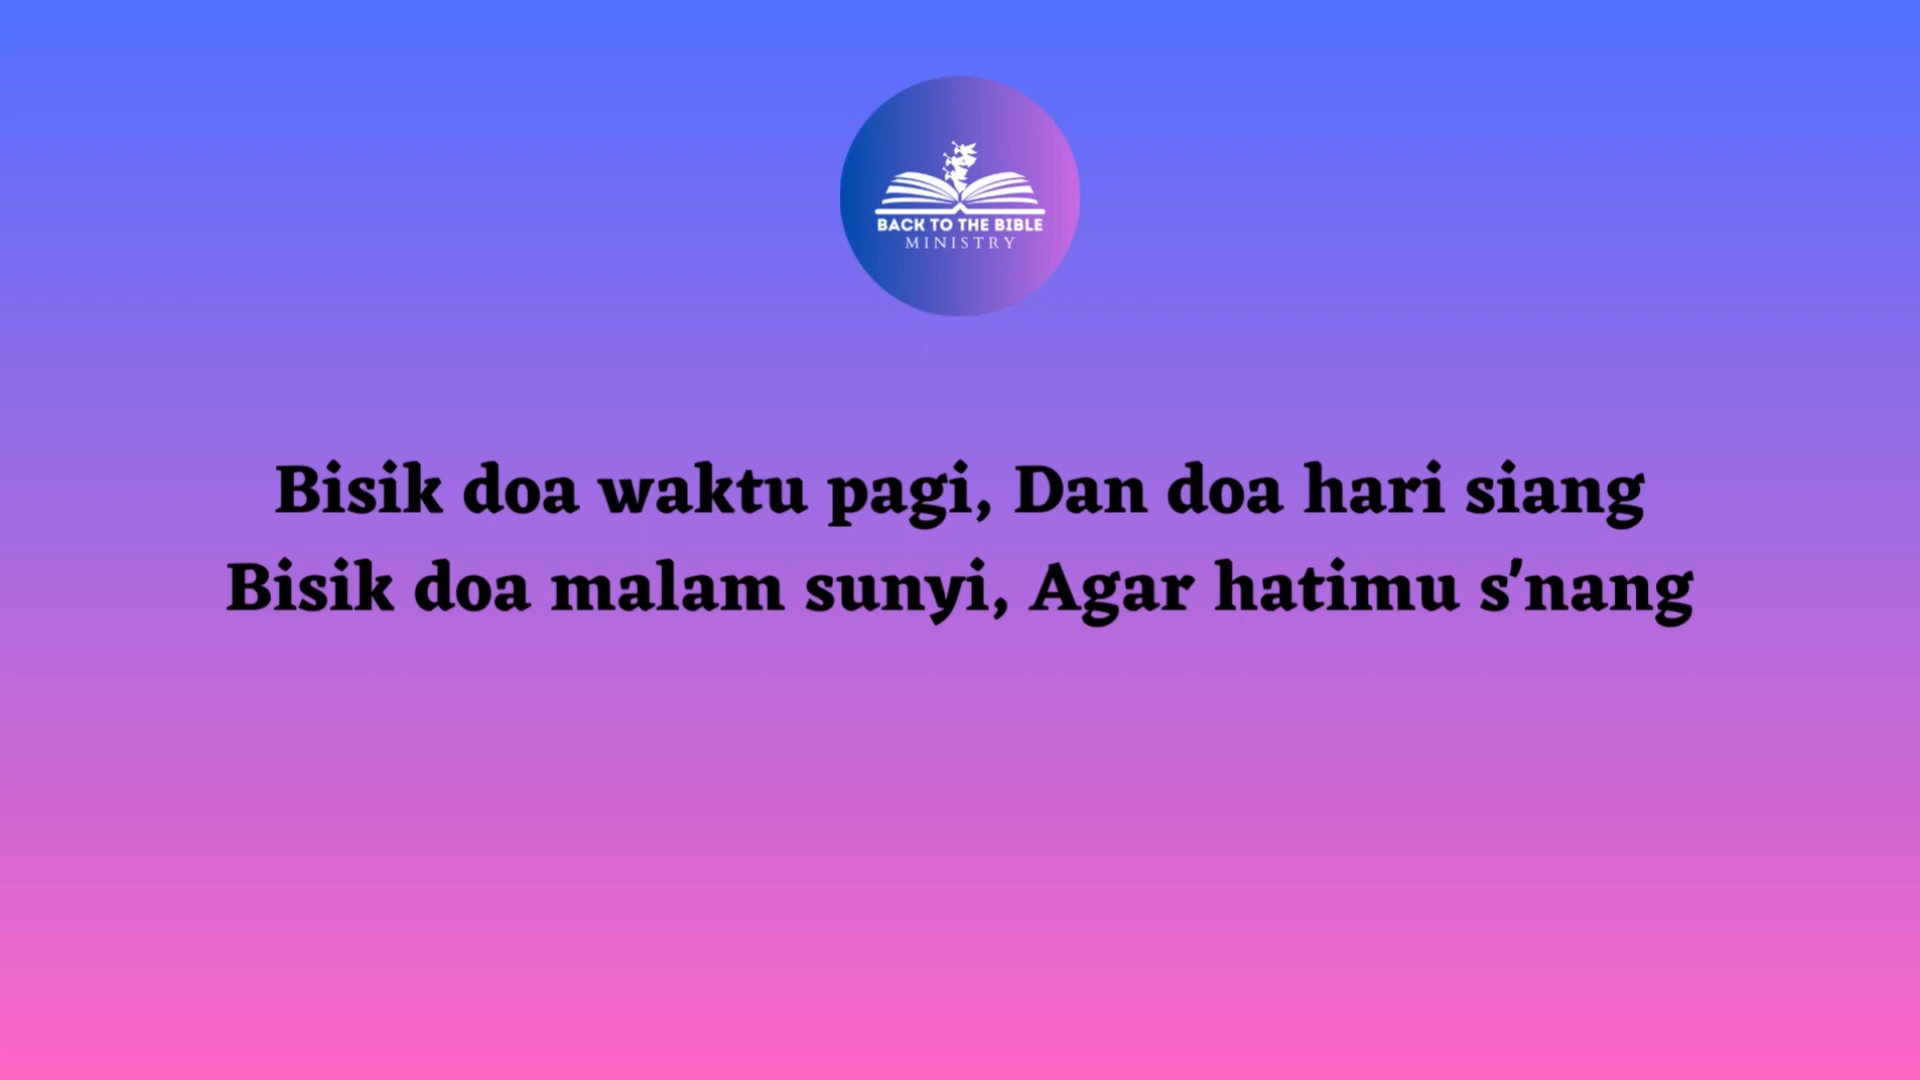 BACK TO THE BIBLE
MINISTRY
Bisik doa waktu pagi, Dan doa hari siang
Bisik doa malam sunyi, Agar hatimu s'nang